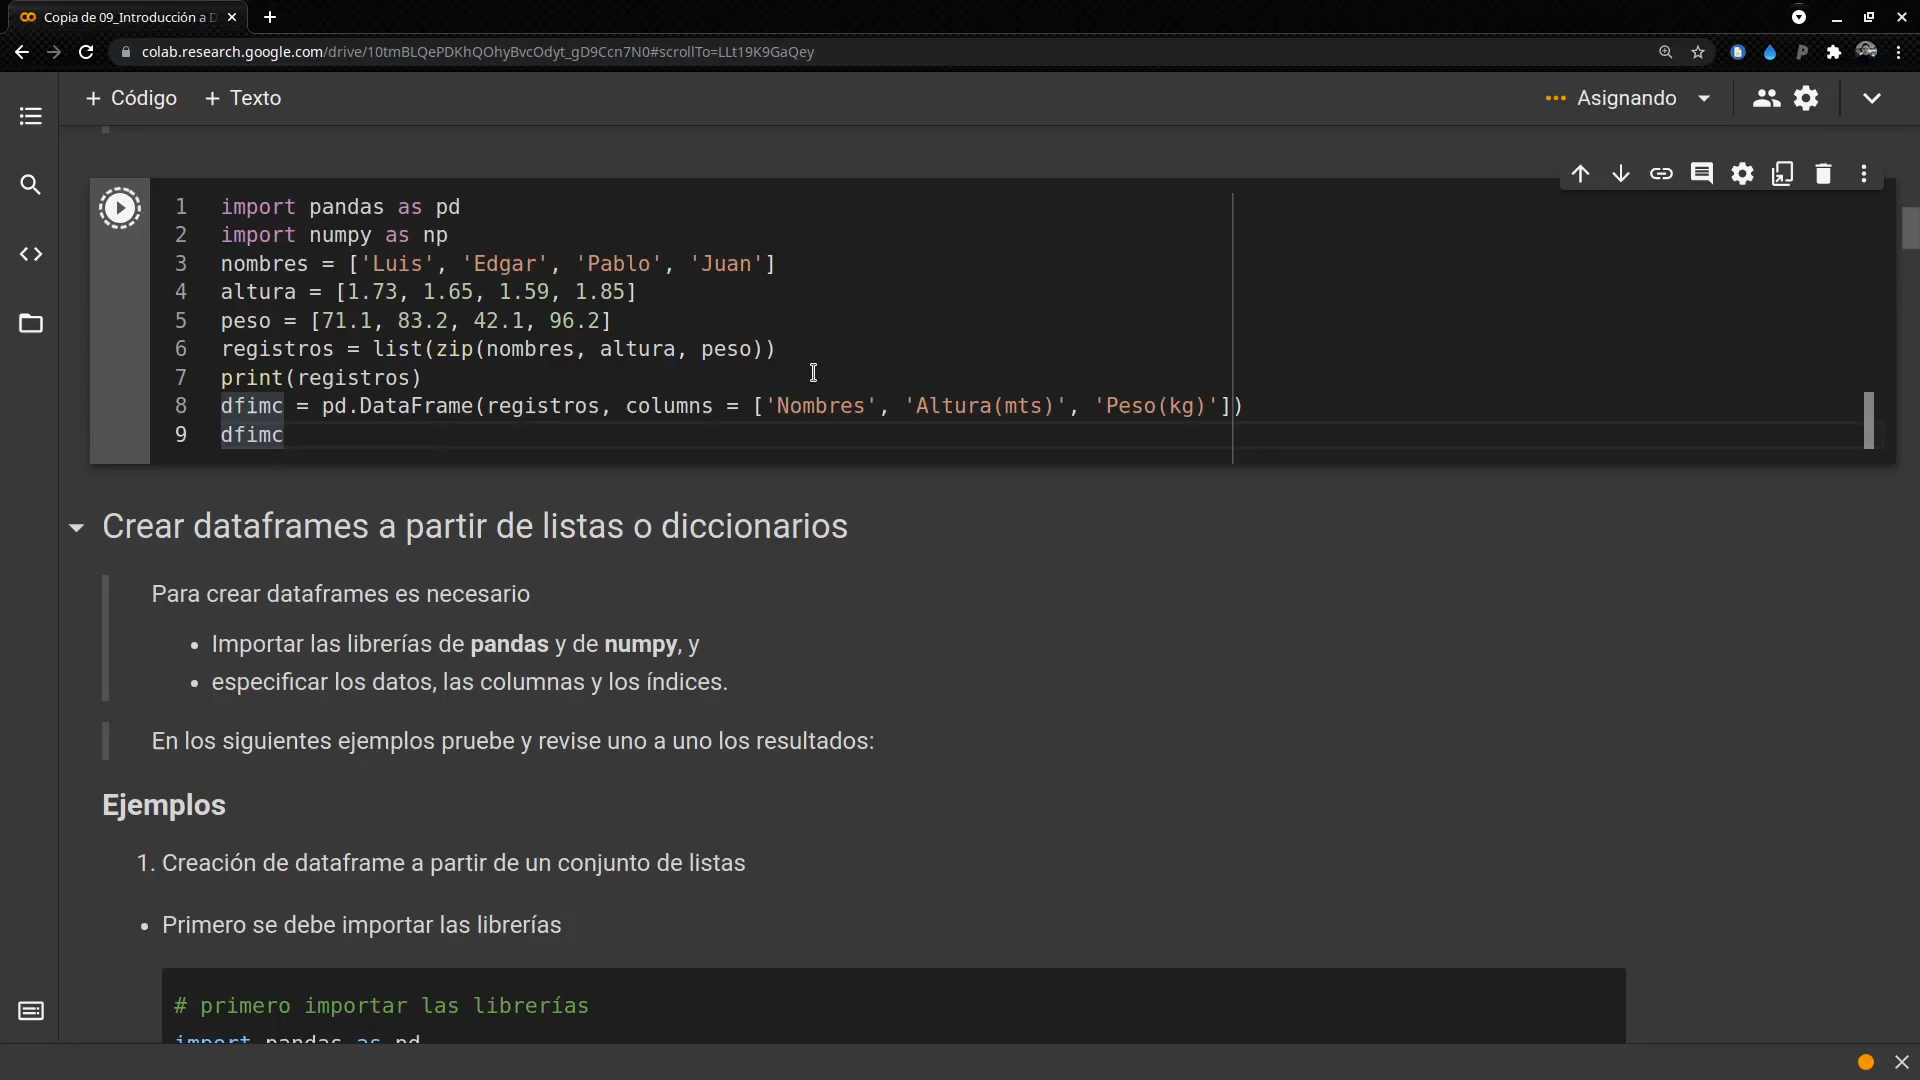 Copia de 09_Introducción a D
colab.research.google.com/drive/10tmBLQePDKhQOhyBvcOdyt_gD9Ccn7N0#scrollTo=LLt19K9GaQey
+ Código + Texto
Asignando
1 import pandas as pd
2 import numpy as np
3 nombres = ['Luis', 'Edgar', 'Pablo', 'Juan']
4 altura = [1.73, 1.65, 1.59, 1.85]
5 peso = [71.1, 83.2, 42.1, 96.2]
6 registros = list(zip(nombres, altura, peso))
7 print(registros)
8 dfimc = pd.DataFrame(registros, columns = ['Nombres', 'Altura(mts)', 'Peso(kg)'])
9 dfimc
Crear dataframes a partir de listas o diccionarios
Para crear dataframes es necesario
• Importar las librerías de pandas y de numpy, y
• especificar los datos, las columnas y los índices.
En los siguientes ejemplos pruebe y revise uno a uno los resultados:
Ejemplos
1. Creación de dataframe a partir de un conjunto de listas
• Primero se debe importar las librerías
# primero importar las librerías
import pandas as pd